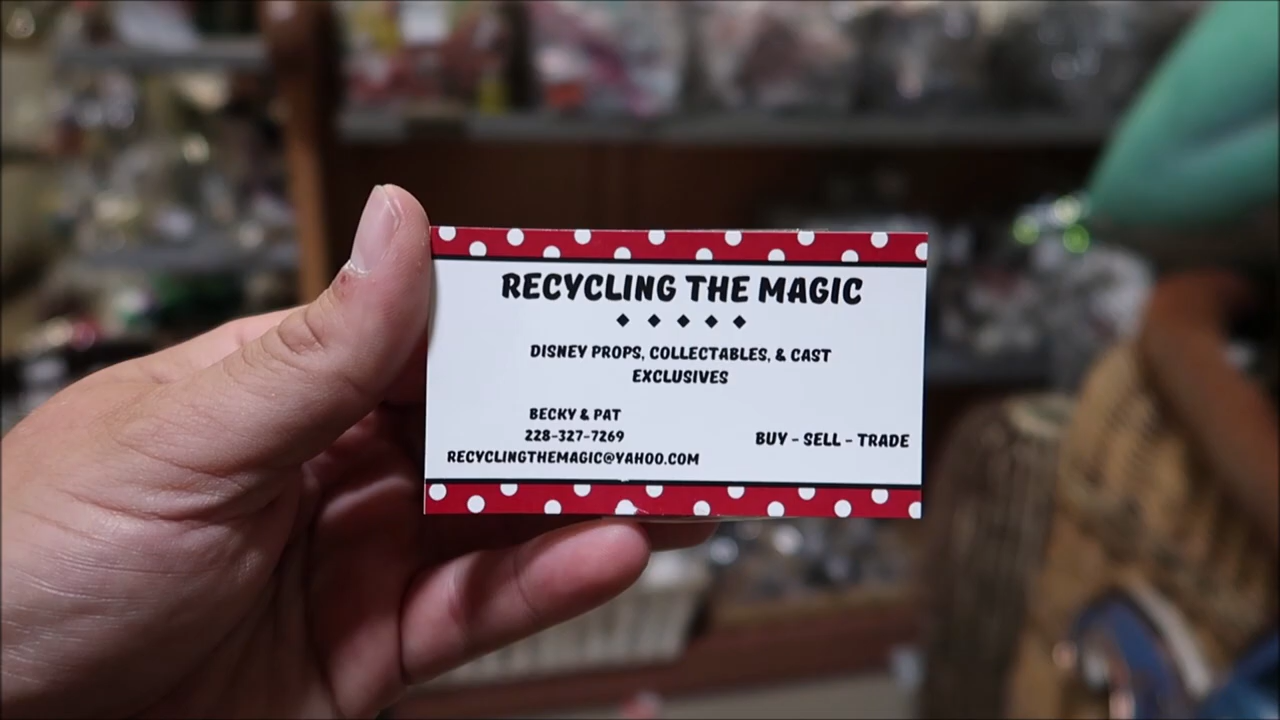 RECYCLING THE MAGIC
DISNEY PROPS, COLLECTABLES, & CAST
EXCLUSIVES
BECKY & PAT
228-327-7269
RECYCLINGTHEMAGIC@YAHOO.COM
BUY - SELL - TRADE